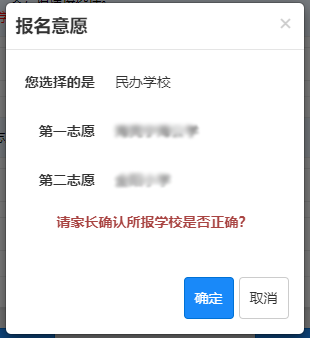 报名意愿
您选择的是 民办学校
第一志愿
第二志愿
请家长确认所报学校是否正确?
确定 取消